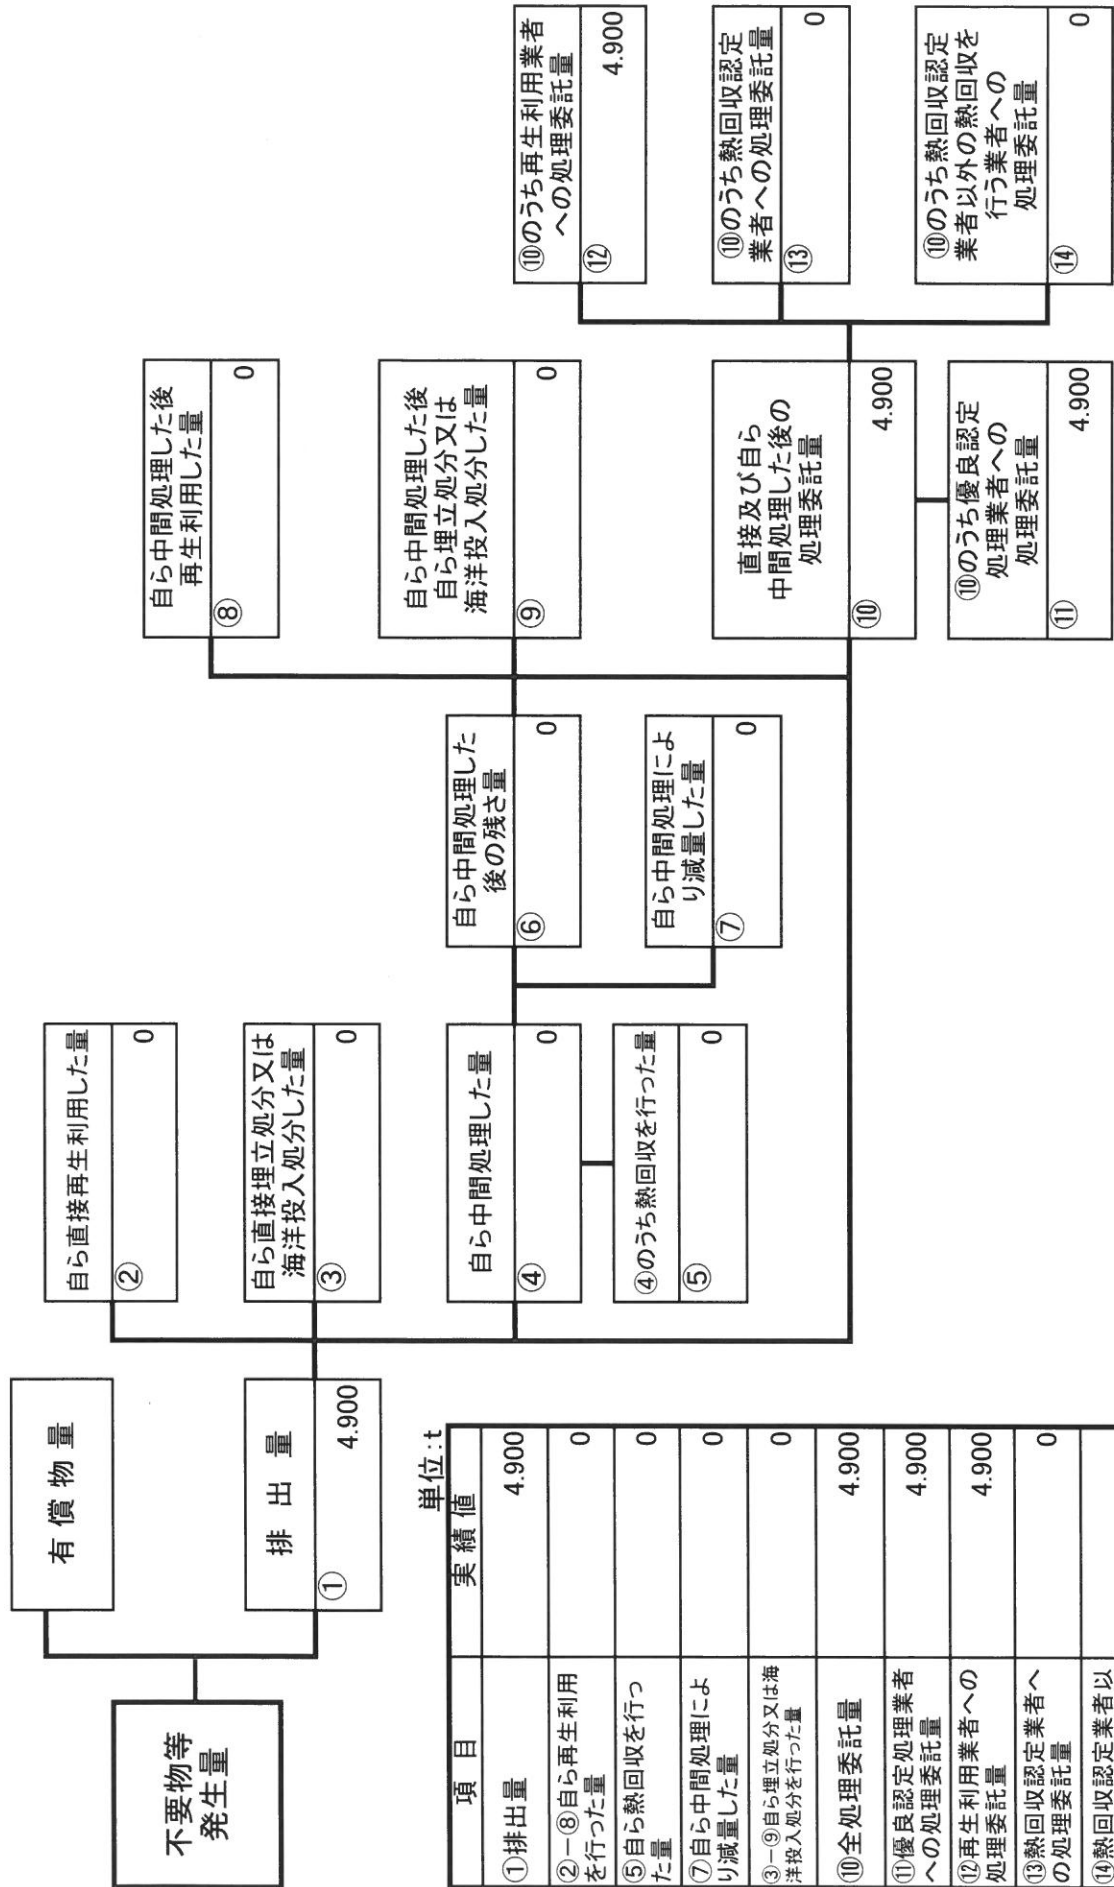 不要物等
発生量
有 償 物 量
排 出 量
① 4.900
自ら直接再生利用した量
② 0
自ら直接埋立処分又は
海洋投入処分した量
③ 0
自ら中間処理した量
④ 0
④のうち熱回収を行った量
⑤ 0
自ら中間処理した
後の残さ量
⑥ 0
自ら中間処理によ
り減量した量
⑦ 0
自ら中間処理した後
再生利用した量
⑧ 0
自ら中間処理した後
自ら埋立処分又は
海洋投入処分した量
⑨ 0
直接及び自ら
中間処理した後の
処理委託量
⑩ 4.900
⑩のうち優良認定
処理業者への
処理委託量
⑪ 4.900
⑩のうち再生利用業者
への処理委託量
⑫ 4.900
⑩のうち熱回収認定
業者への処理委託量
⑬ 0
⑩のうち熱回収認定
業者以外の熱回収を
行う業者への
処理委託量
⑭ 0
単位:t
項 目 実 績 値
①排出量 4.900
②−⑧自ら再生利用
を行った量 0
⑤自ら熱回収を行っ
た量 0
⑦自ら中間処理によ
り減量した量 0
③−⑨自ら埋立処分又は海
洋投入処分を行った量 0
⑩全処理委託量 4.900
⑪優良認定処理業者
への処理委託量 4.900
⑫再生利用業者への
処理委託量 4.900
⑬熱回収認定業者へ
の処理委託量 0
⑭熱回収認定業者以